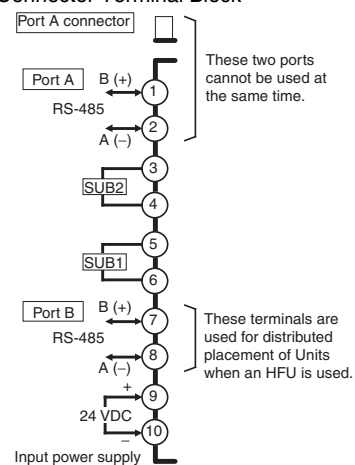 Connector Terminal Block
Port A connector
These two ports
cannot be used at
the same time.
Port A
B (+)
RS-485
A (−)
1
2
3
SUB2
4
5
SUB1
6
Port B
B (+)
RS-485
A (−)
7
8
These terminals are
used for distributed
placement of Units
when an HFU is used.
+
9
24 VDC
−
10
Input power supply